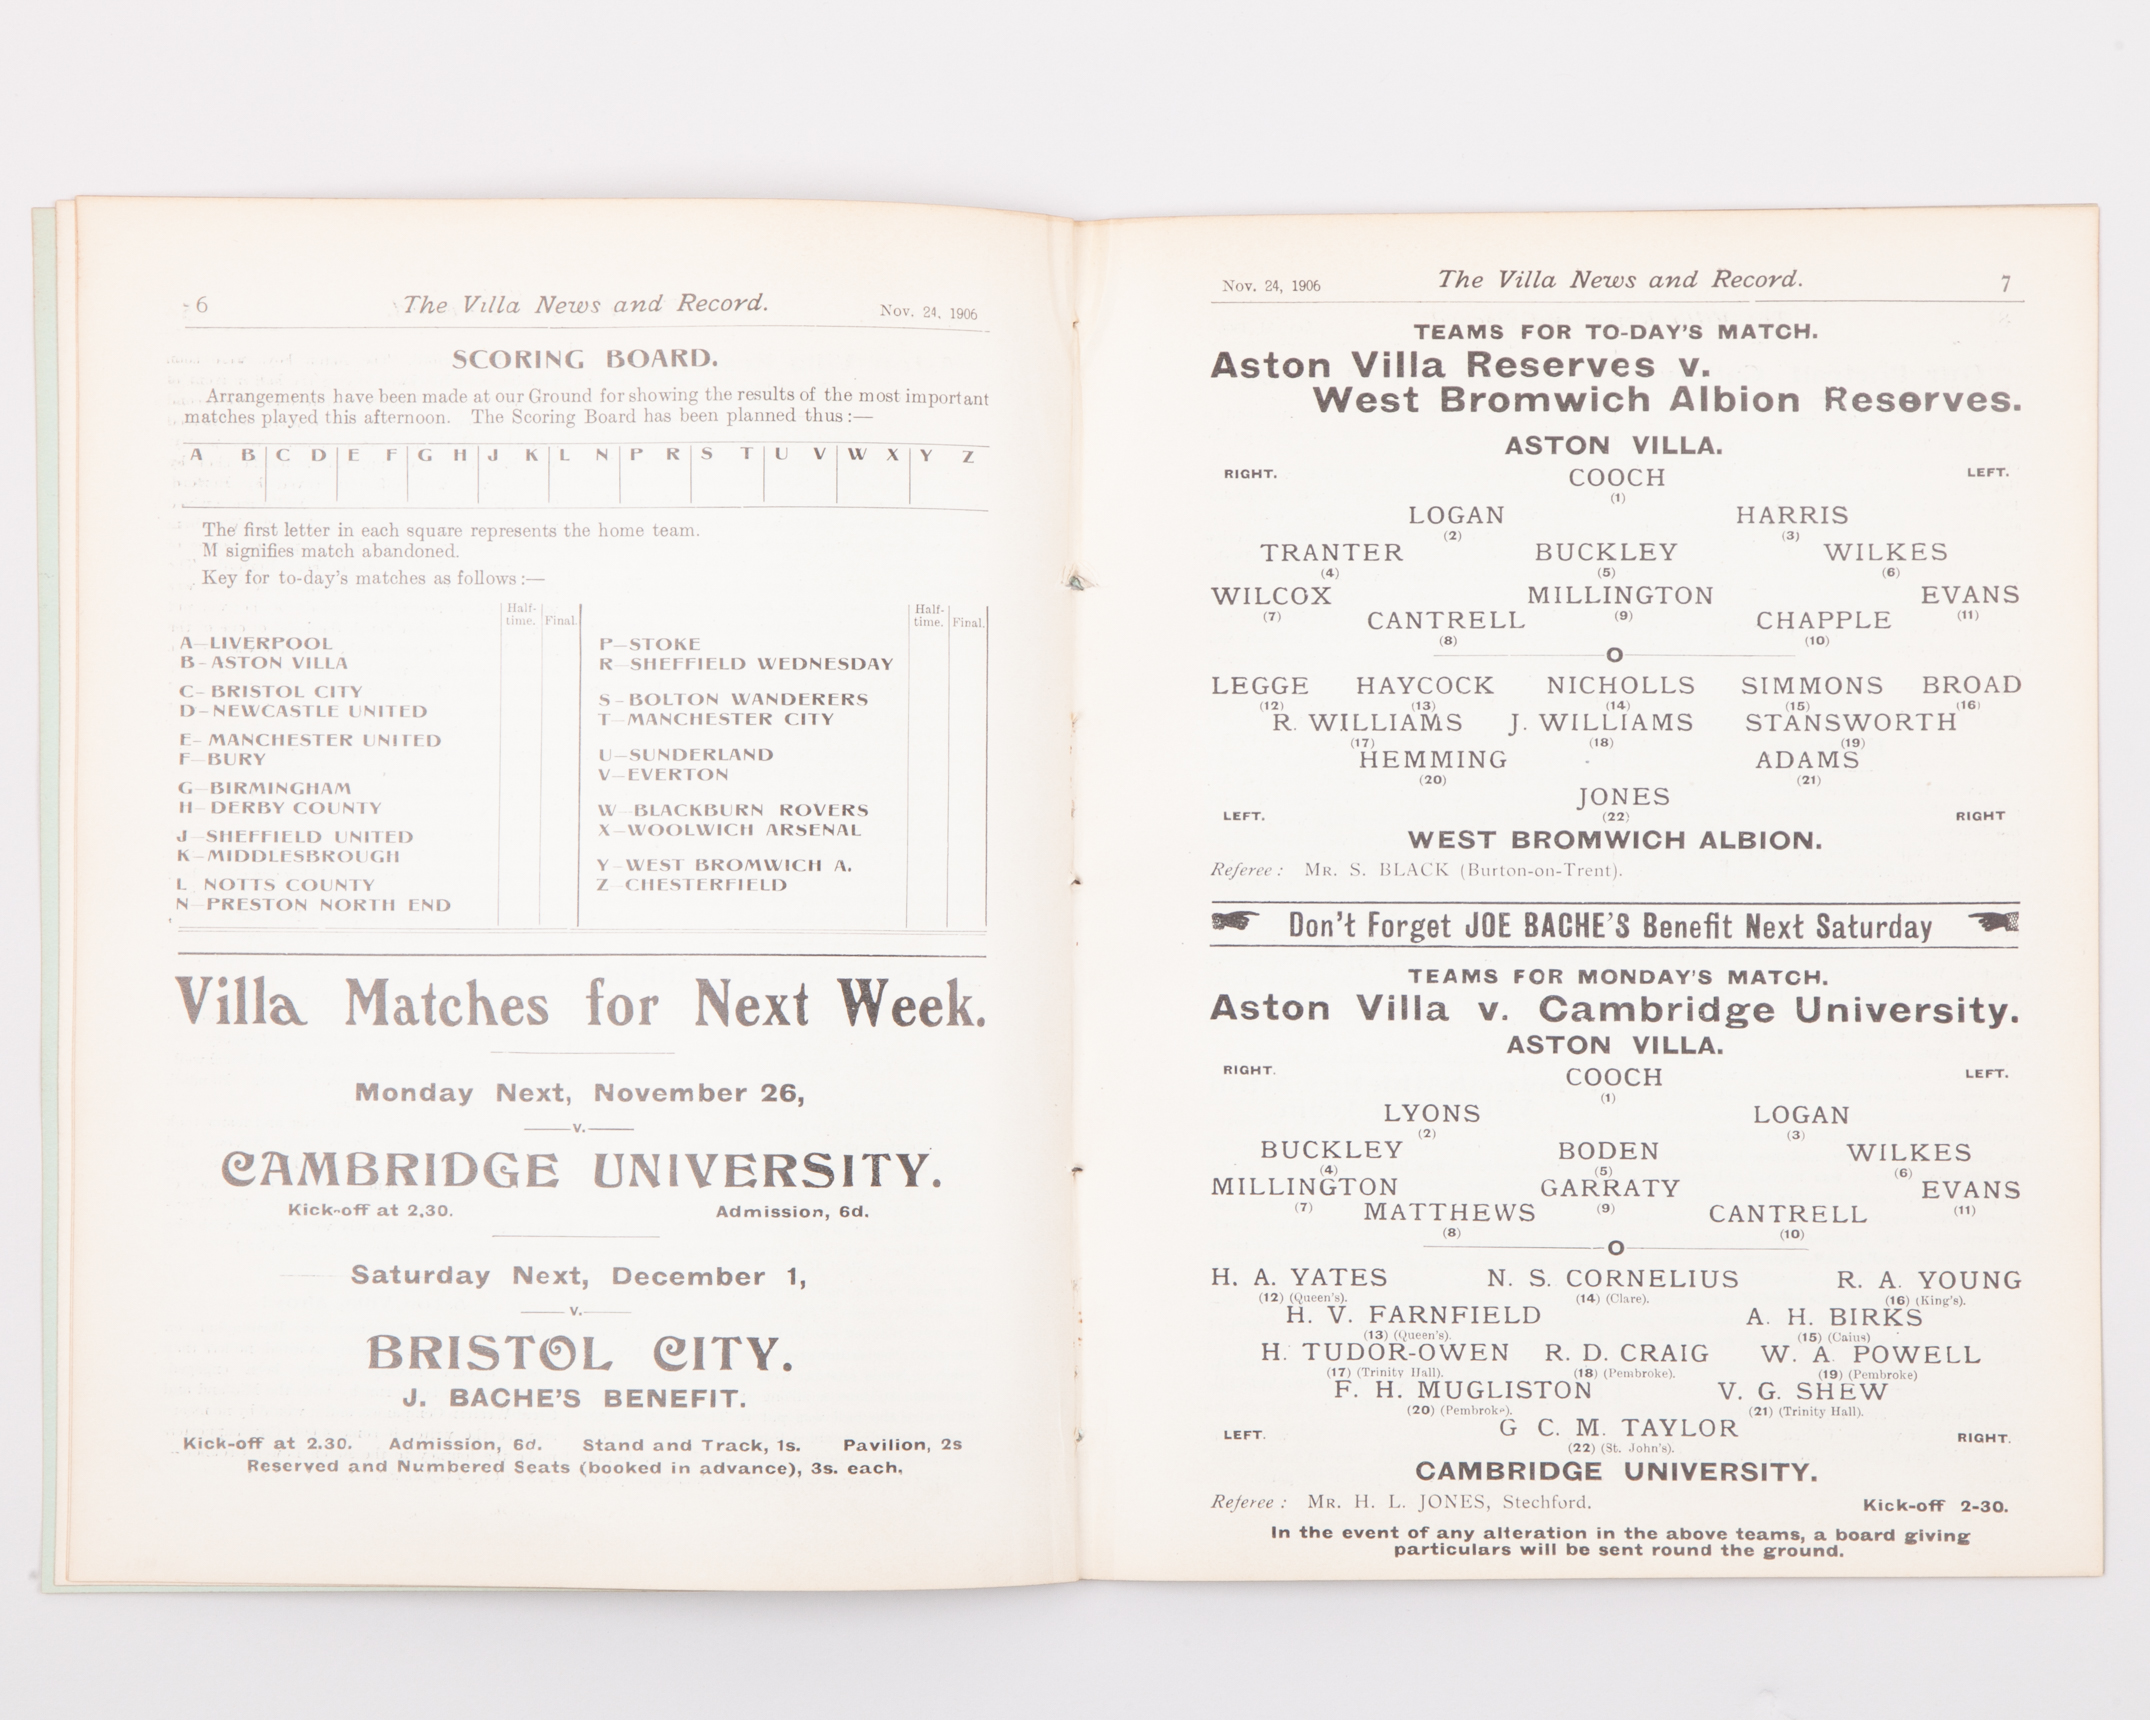 6 The Villa News and Record. Nov. 24, 1906
SCORING BOARD.
Arrangements have been made at our Ground for showing the results of the most important
matches played this afternoon. The Scoring Board has been planned thus :—
A B C D E F G H J K L N P R S T U V W X Y Z
The first letter in each square represents the home team.
M signifies match abandoned.
Key for to-day's matches as follows :—
Half-time. Final.
A—LIVERPOOL
B—ASTON VILLA
C—BRISTOL CITY
D—NEWCASTLE UNITED
E—MANCHESTER UNITED
F—BURY
G—BIRMINGHAM
H—DERBY COUNTY
J—SHEFFIELD UNITED
K—MIDDLESBROUGH
L NOTTS COUNTY
N—PRESTON NORTH END
Half-time. Final.
P—STOKE
R—SHEFFIELD WEDNESDAY
S—BOLTON WANDERERS
T—MANCHESTER CITY
U—SUNDERLAND
V—EVERTON
W—BLACKBURN ROVERS
X—WOOLWICH ARSENAL
Y—WEST BROMWICH A.
Z—CHESTERFIELD
Villa Matches for Next Week.
Monday Next, November 26,
v.
CAMBRIDGE UNIVERSITY.
Kick-off at 2.30. Admission, 6d.
Saturday Next, December 1,
v.
BRISTOL CITY.
J. BACHE'S BENEFIT.
Kick-off at 2.30. Admission, 6d. Stand and Track, 1s. Pavilion, 2s
Reserved and Numbered Seats (booked in advance), 3s. each.
Nov. 24, 1906 The Villa News and Record. 7
TEAMS FOR TO-DAY'S MATCH.
Aston Villa Reserves v.
West Bromwich Albion Reserves.
ASTON VILLA.
RIGHT. COOCH LEFT.
(1)
LOGAN HARRIS
(2) (3)
TRANTER BUCKLEY WILKES
(4) (5) (6)
WILCOX MILLINGTON EVANS
(7) (9) (11)
CANTRELL CHAPPLE
(8) (10)
O
LEGGE HAYCOCK NICHOLLS SIMMONS BROAD
(12) (13) (14) (15) (16)
R. WILLIAMS J. WILLIAMS STANSWORTH
(17) (18) (19)
HEMMING ADAMS
(20) (21)
JONES
LEFT. (22) RIGHT
WEST BROMWICH ALBION.
Referee : MR. S. BLACK (Burton-on-Trent).
Don't Forget JOE BACHE'S Benefit Next Saturday
TEAMS FOR MONDAY'S MATCH.
Aston Villa v. Cambridge University.
ASTON VILLA.
RIGHT. COOCH LEFT.
(1)
LYONS LOGAN
(2) (3)
BUCKLEY BODEN WILKES
(4) (5) (6)
MILLINGTON GARRATY EVANS
(7) (9) (11)
MATTHEWS CANTRELL
(8) (10)
O
H. A. YATES N. S. CORNELIUS R. A. YOUNG
(12) (Queen's). (14) (Clare). (16) (King's).
H. V. FARNFIELD A. H. BIRKS
(13) (Queen's). (15) (Caius)
H. TUDOR-OWEN R. D. CRAIG W. A. POWELL
(17) (Trinity Hall). (18) (Pembroke). (19) (Pembroke)
F. H. MUGLISTON V. G. SHEW
(20) (Pembroke). (21) (Trinity Hall).
LEFT. G C. M. TAYLOR RIGHT.
(22) (St. John's).
CAMBRIDGE UNIVERSITY.
Referee : MR. H. L. JONES, Stechford. Kick-off 2-30.
In the event of any alteration in the above teams, a board giving
particulars will be sent round the ground.